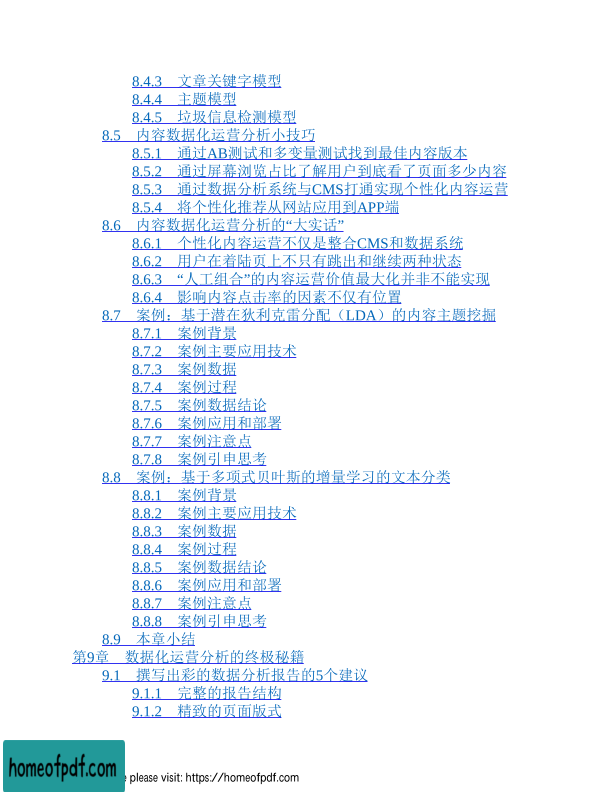 8.4.3 文章关键字模型
8.4.4 主题模型
8.4.5 垃圾信息检测模型
8.5 内容数据化运营分析小技巧
8.5.1 通过AB测试和多变量测试找到最佳内容版本
8.5.2 通过屏幕浏览占比了解用户到底看了页面多少内容
8.5.3 通过数据分析系统与CMS打通实现个性化内容运营
8.5.4 将个性化推荐从网站应用到APP端
8.6 内容数据化运营分析的“大实话”
8.6.1 个性化内容运营不仅是整合CMS和数据系统
8.6.2 用户在着陆页上不只有跳出和继续两种状态
8.6.3 “人工组合”的内容运营价值最大化并非不能实现
8.6.4 影响内容点击率的因素不仅有位置
8.7 案例：基于潜在狄利克雷分配（LDA）的内容主题挖掘
8.7.1 案例背景
8.7.2 案例主要应用技术
8.7.3 案例数据
8.7.4 案例过程
8.7.5 案例数据结论
8.7.6 案例应用和部署
8.7.7 案例注意点
8.7.8 案例引申思考
8.8 案例：基于多项式贝叶斯的增量学习的文本分类
8.8.1 案例背景
8.8.2 案例主要应用技术
8.8.3 案例数据
8.8.4 案例过程
8.8.5 案例数据结论
8.8.6 案例应用和部署
8.8.7 案例注意点
8.8.8 案例引申思考
8.9 本章小结
第9章 数据化运营分析的终极秘籍
9.1 撰写出彩的数据分析报告的5个建议
9.1.1 完整的报告结构
9.1.2 精致的页面版式
homeofpdf.com
please visit: https://homeofpdf.com